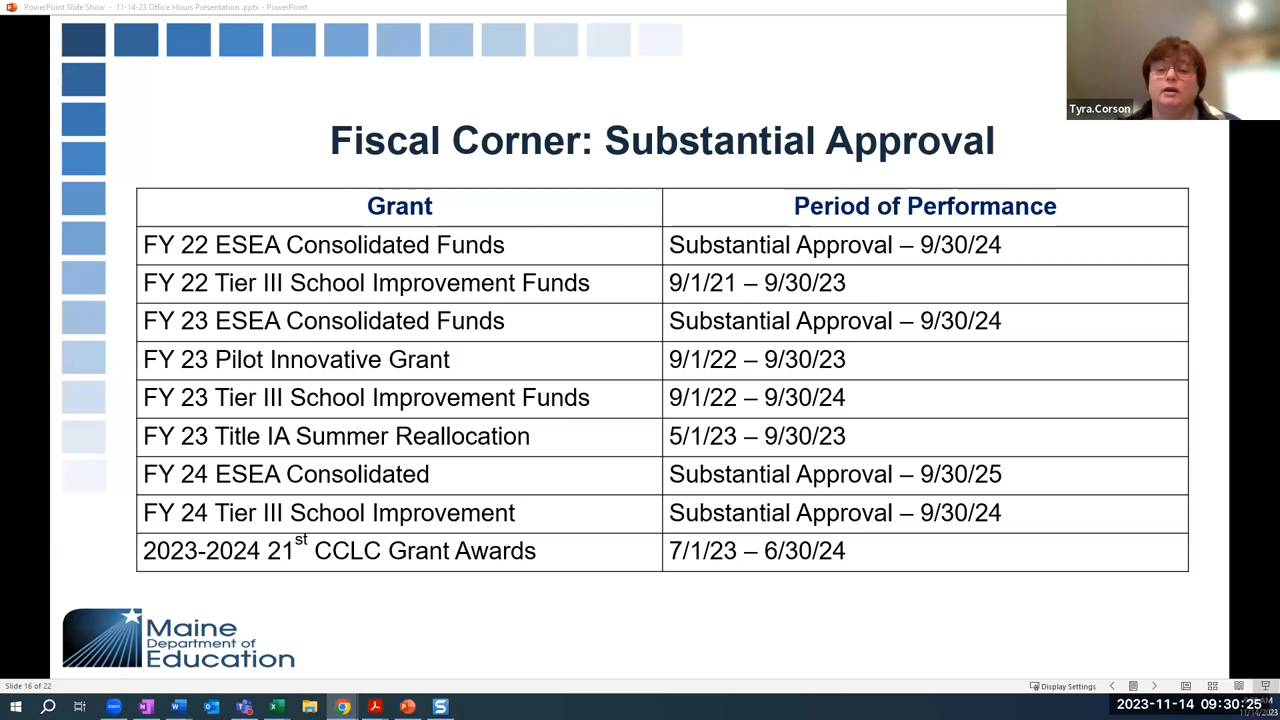 PowerPoint Slide Show - 11-14-23 Office Hours Presentation .pptx - PowerPoint
Tyra.Corson
Fiscal Corner: Substantial Approval
Grant Period of Performance
FY 22 ESEA Consolidated Funds Substantial Approval – 9/30/24
FY 22 Tier III School Improvement Funds 9/1/21 – 9/30/23
FY 23 ESEA Consolidated Funds Substantial Approval – 9/30/24
FY 23 Pilot Innovative Grant 9/1/22 – 9/30/23
FY 23 Tier III School Improvement Funds 9/1/22 – 9/30/24
FY 23 Title IA Summer Reallocation 5/1/23 – 9/30/23
FY 24 ESEA Consolidated Substantial Approval – 9/30/25
FY 24 Tier III School Improvement Substantial Approval – 9/30/24
2023-2024 21st CCLC Grant Awards 7/1/23 – 6/30/24
Maine
Department of
Education
Slide 16 of 22
Display Settings
2023-11-14 09:30:25